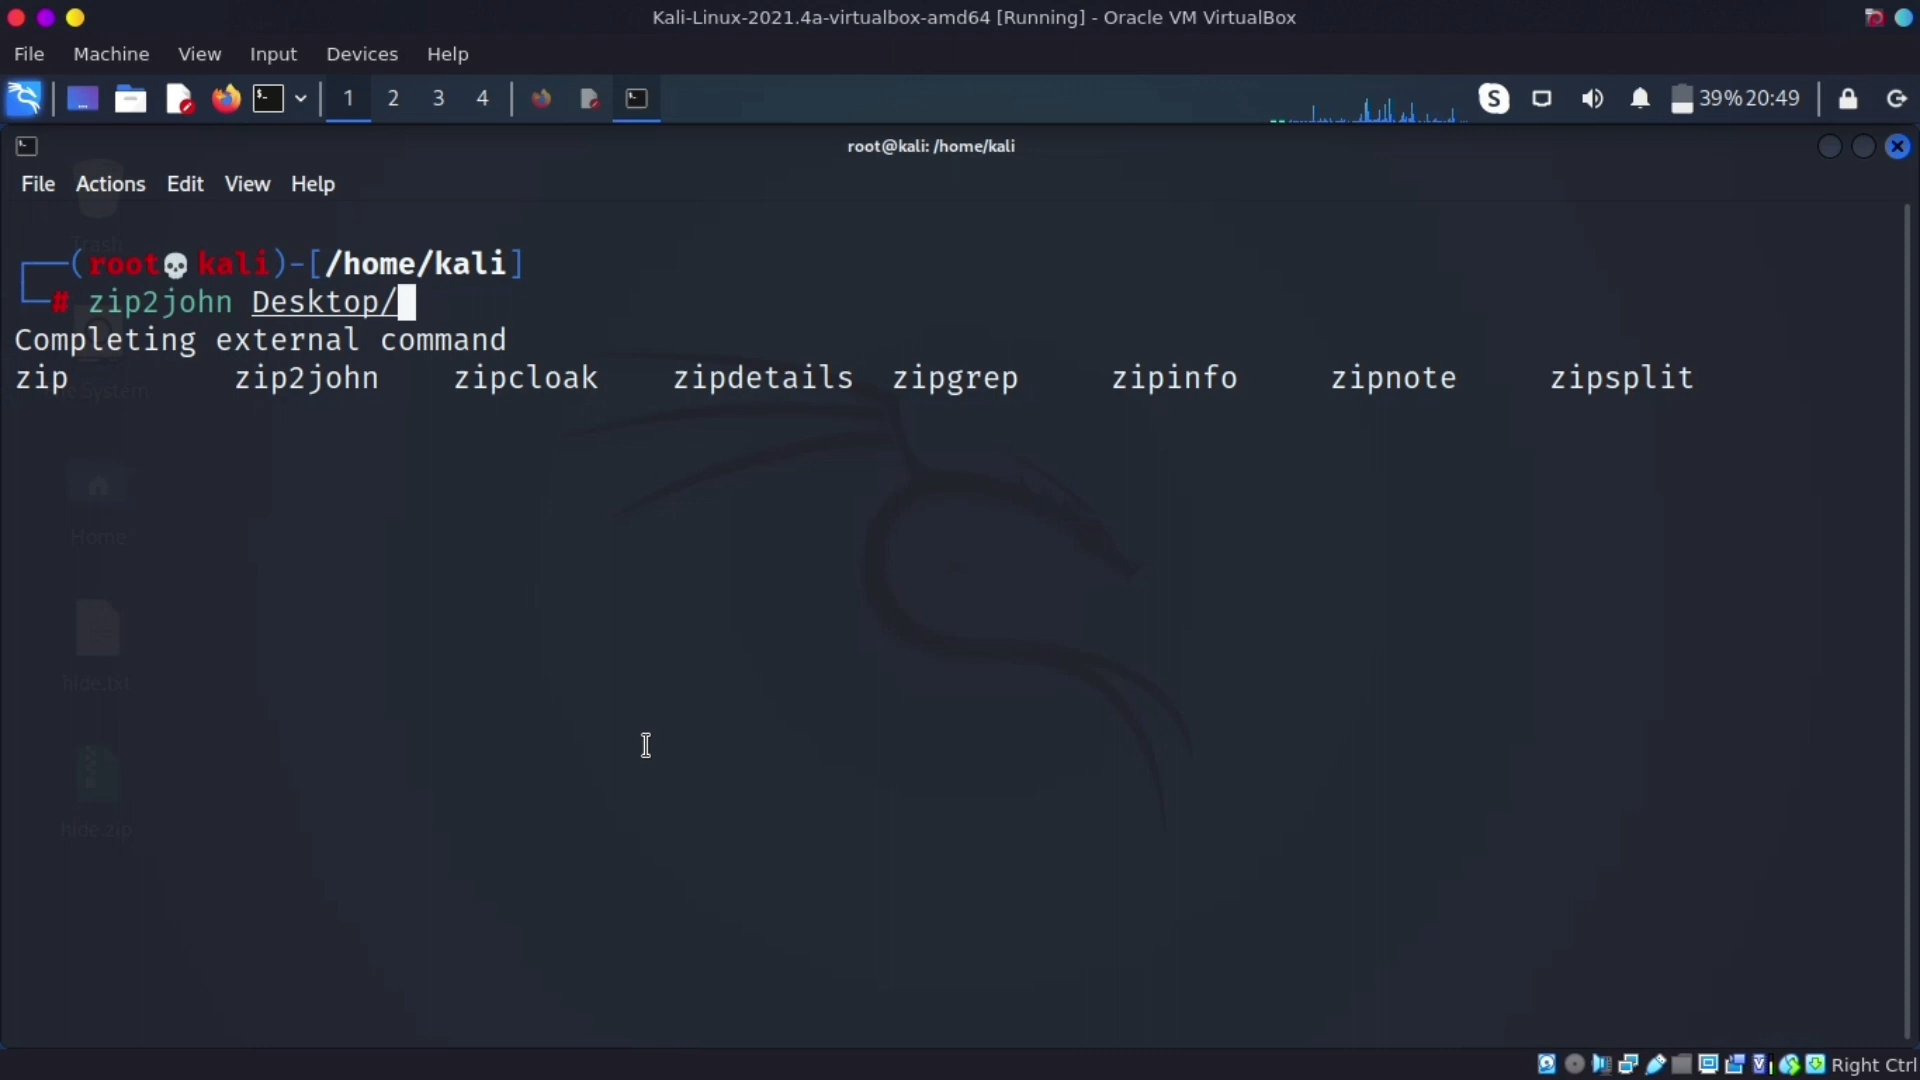 Kali-Linux-2021.4a-virtualbox-amd64 [Running] - Oracle VM VirtualBox
File Machine View Input Devices Help
1 2 3 4 39% 20:49
root@kali: /home/kali
File Actions Edit View Help
Trash
(root💀kali)-[/home/kali]
# zip2john Desktop/
Completing external command
zip zip2john zipcloak zipdetails zipgrep zipinfo zipnote zipsplit
File System
Home
hide.txt
hide.zip
Right Ctrl